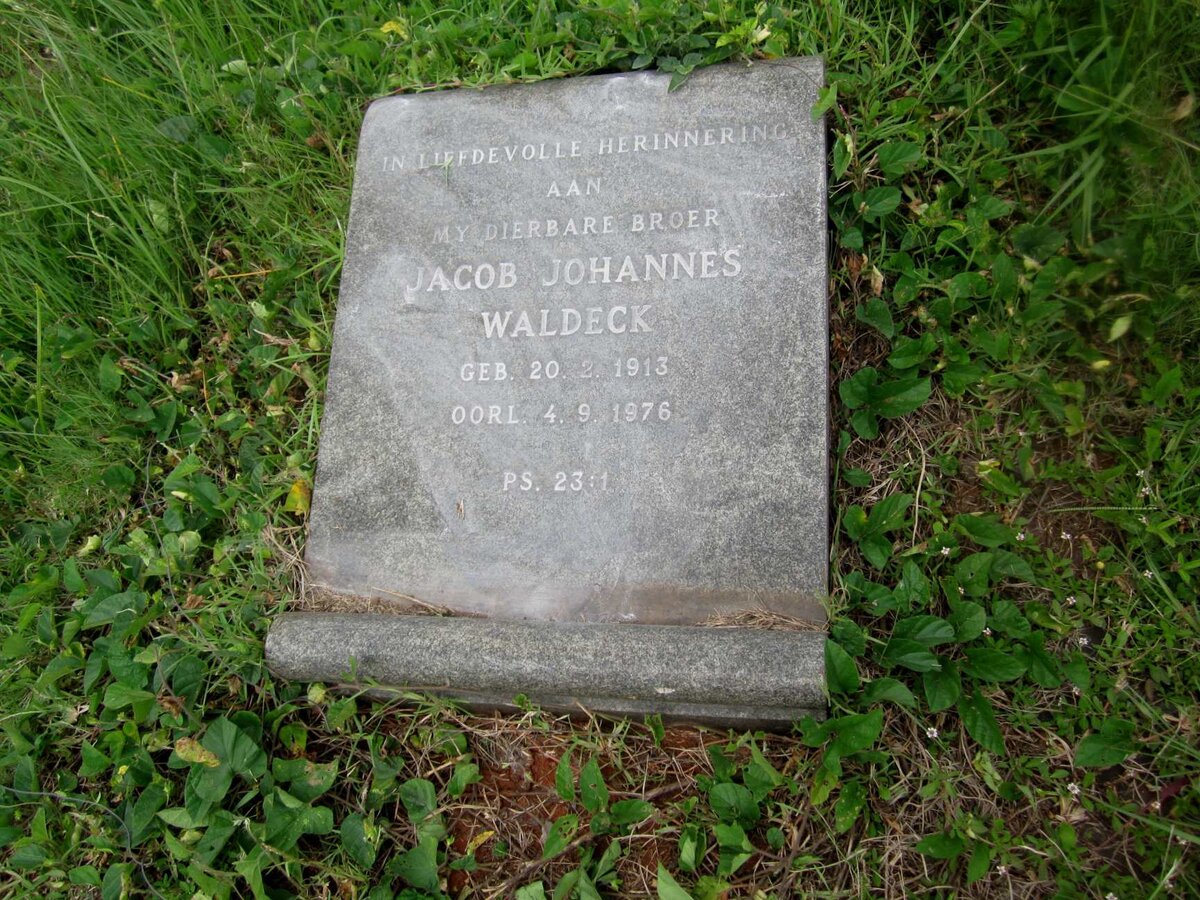 IN LIEFDEVOLLE HERINNERING
AAN
MY DIERBARE BROER
JACOB JOHANNES
WALDECK
GEB. 20. 2. 1913
OORL. 4. 9. 1976
PS. 23:1